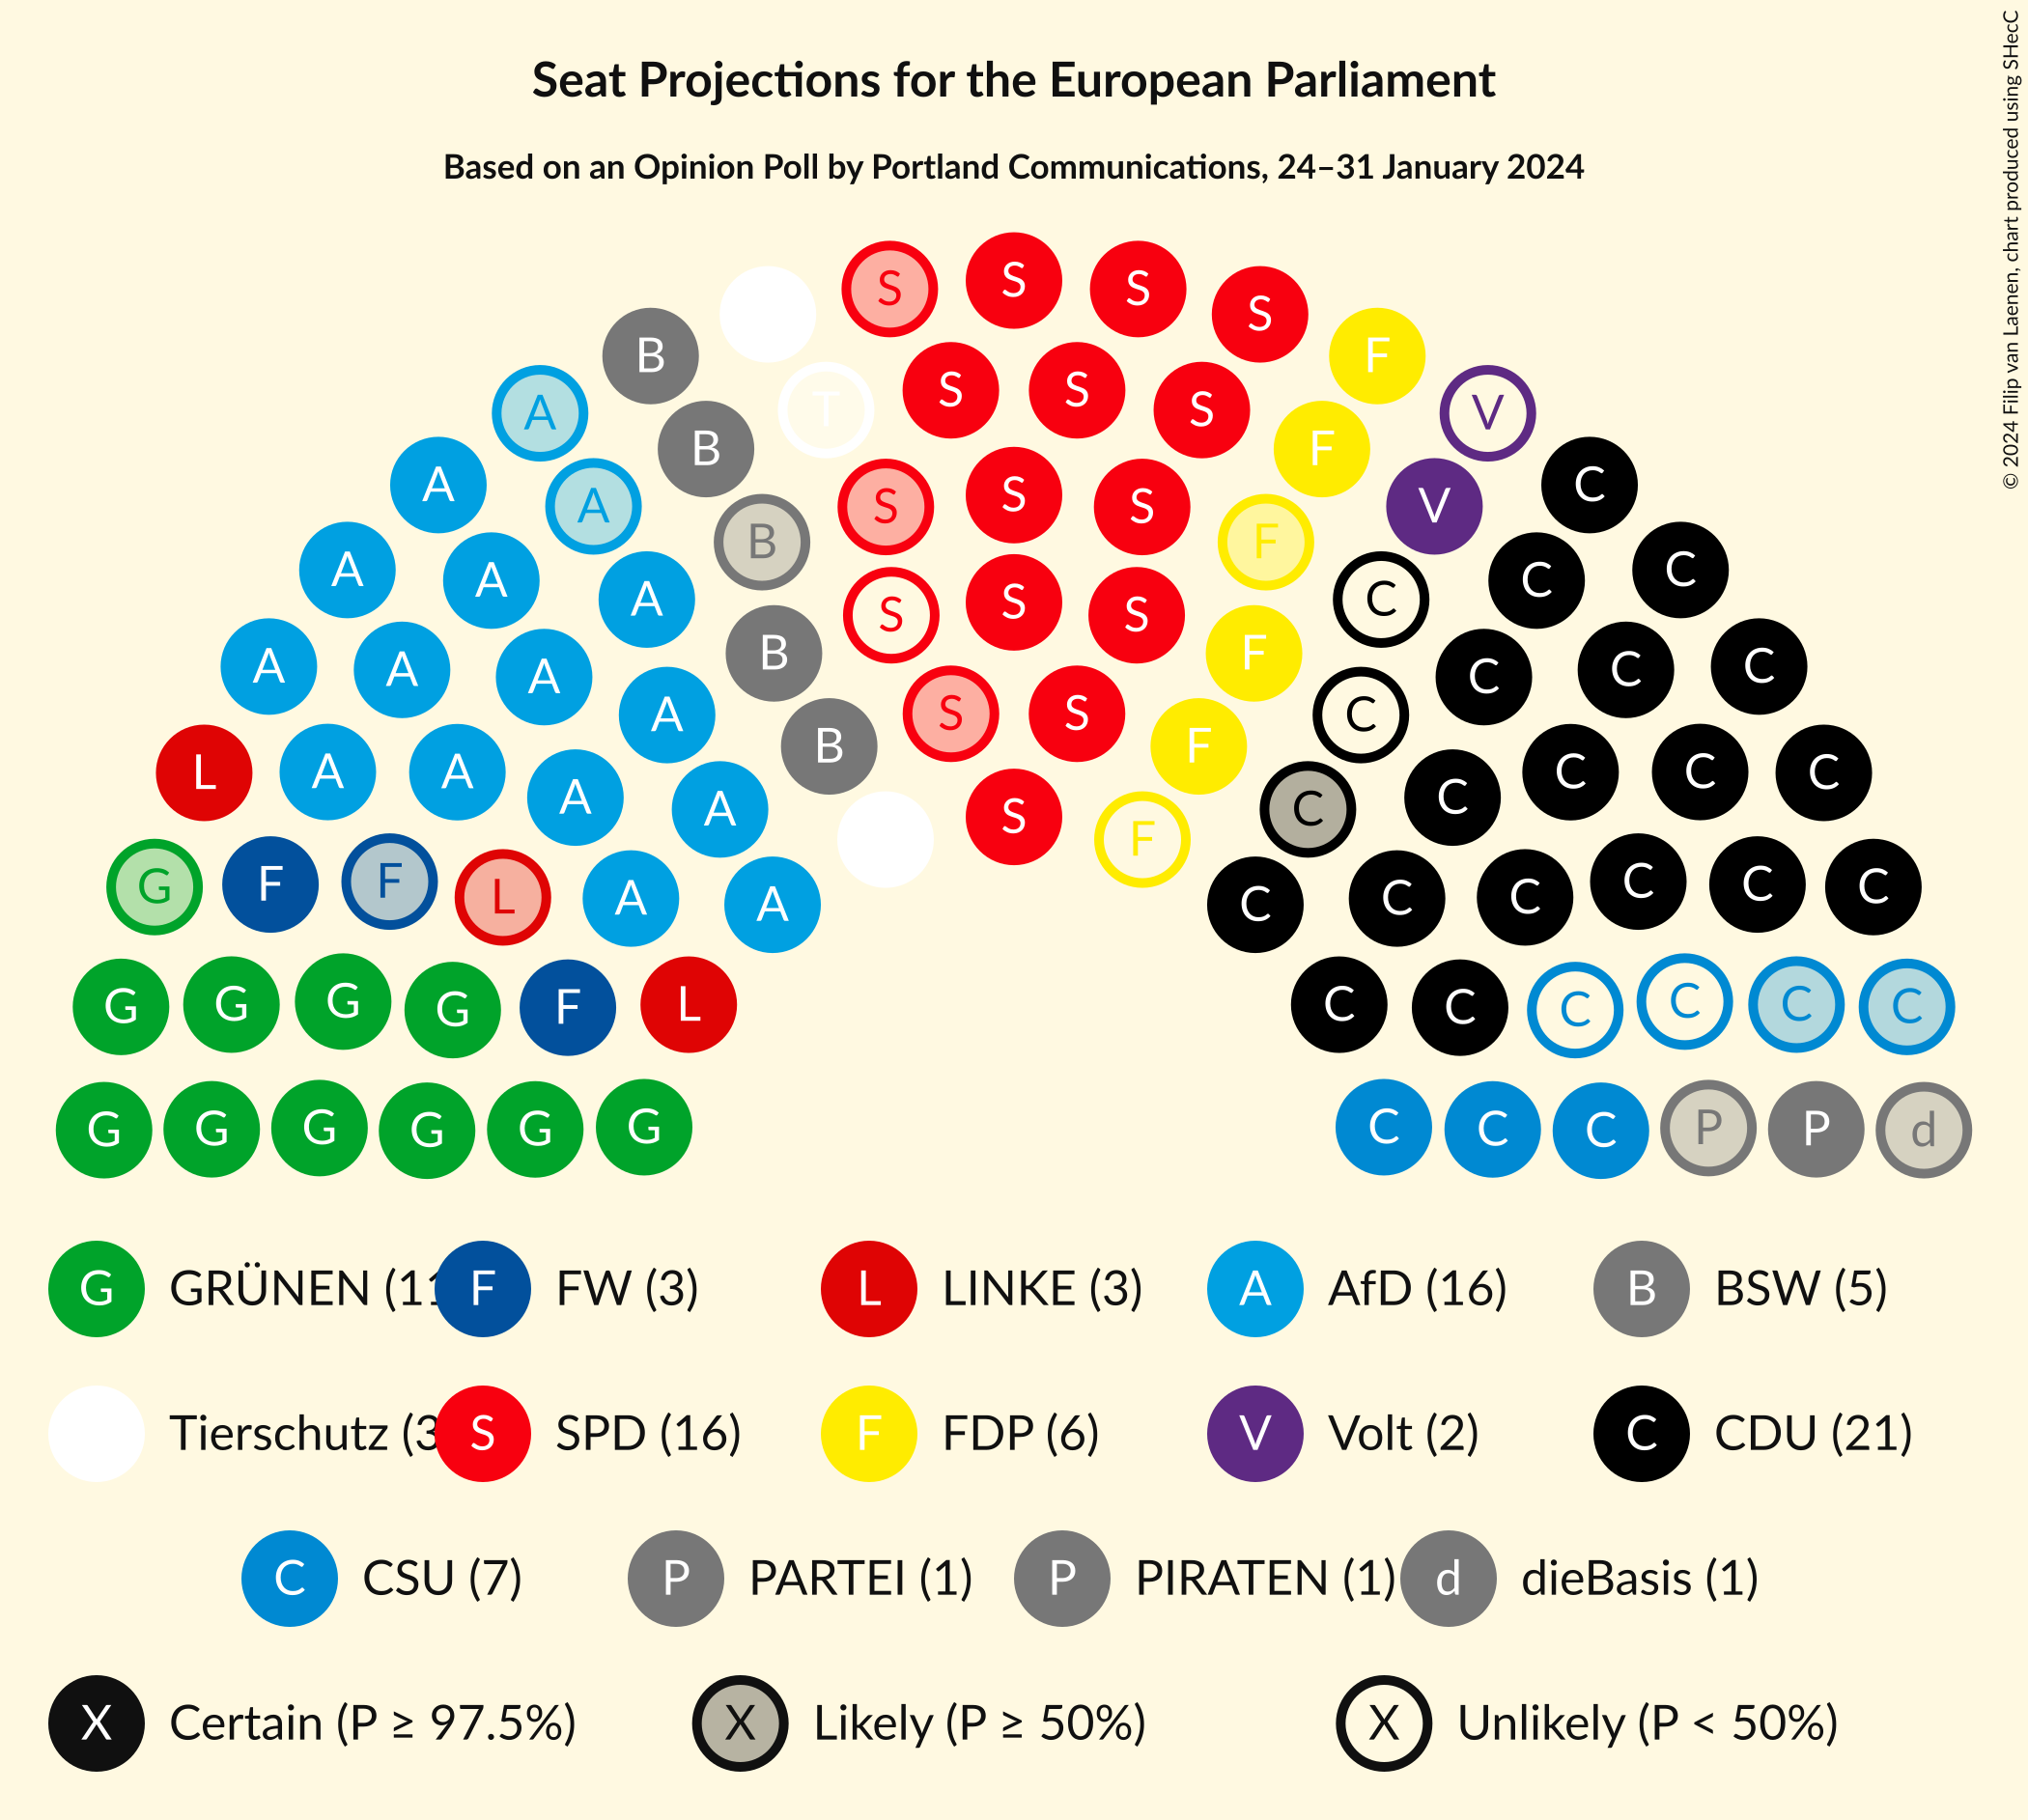 Seat Projections for the European Parliament
Based on an Opinion Poll by Portland Communications, 24–31 January 2024
© 2024 Filip van Laenen, chart produced using SHecC
S S S S
B F
S S S
A T V
B F
A S S S C
A V
B F
A A A S S S C C C
B F
A A A A S S C C C C
L A A A A B F C C C C C
S F
G F F L A A C C C C C C
G G G G F L C C C C C C
G G G G G G C C C P P d
G GRÜNEN (11 F FW (3) L LINKE (3) A AfD (16) B BSW (5)
Tierschutz (3 S SPD (16) F FDP (6) V Volt (2) C CDU (21)
C CSU (7) P PARTEI (1) P PIRATEN (1) d dieBasis (1)
X Certain (P ≥ 97.5%) X Likely (P ≥ 50%) X Unlikely (P < 50%)